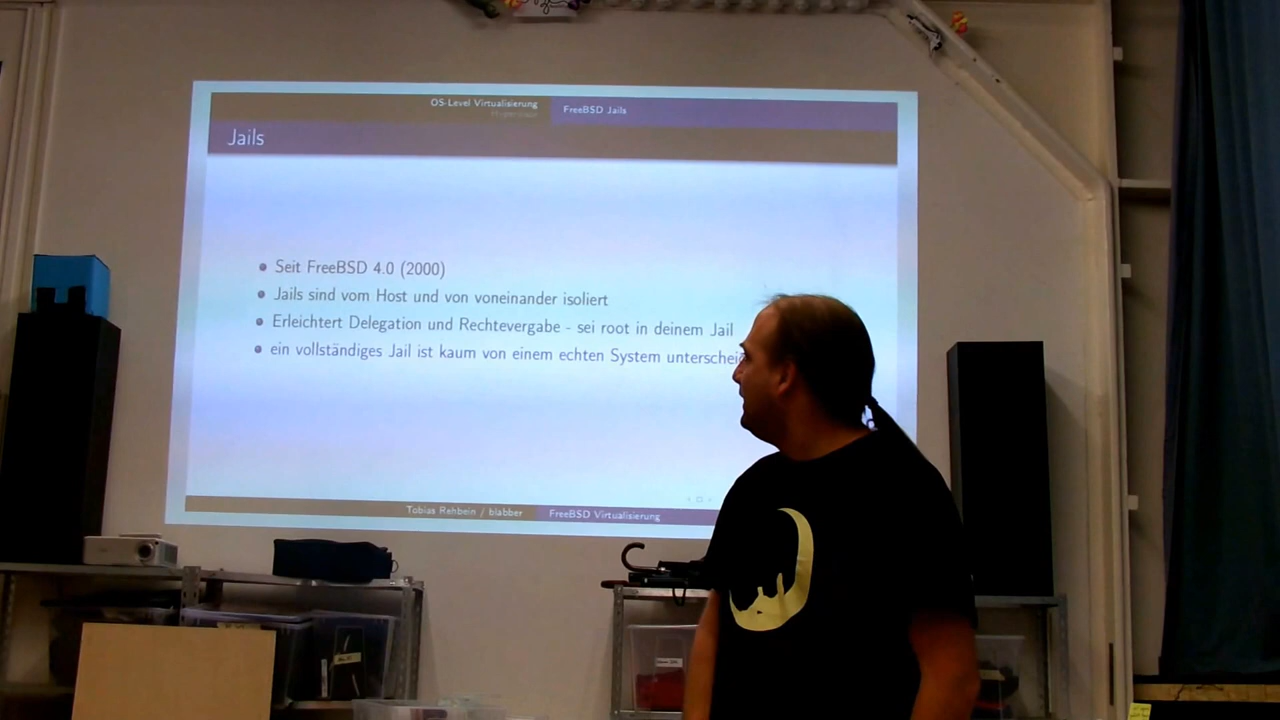 OS-Level Virtualisierung
FreeBSD Jails
Jails
Seit FreeBSD 4.0 (2000)
Jails sind vom Host und von voneinander isoliert
Erleichtert Delegation und Rechtevergabe - sei root in deinem Jail
ein vollständiges Jail ist kaum von einem echten System
Tobias Rehbein / blabber
FreeBSD Virtualisierung